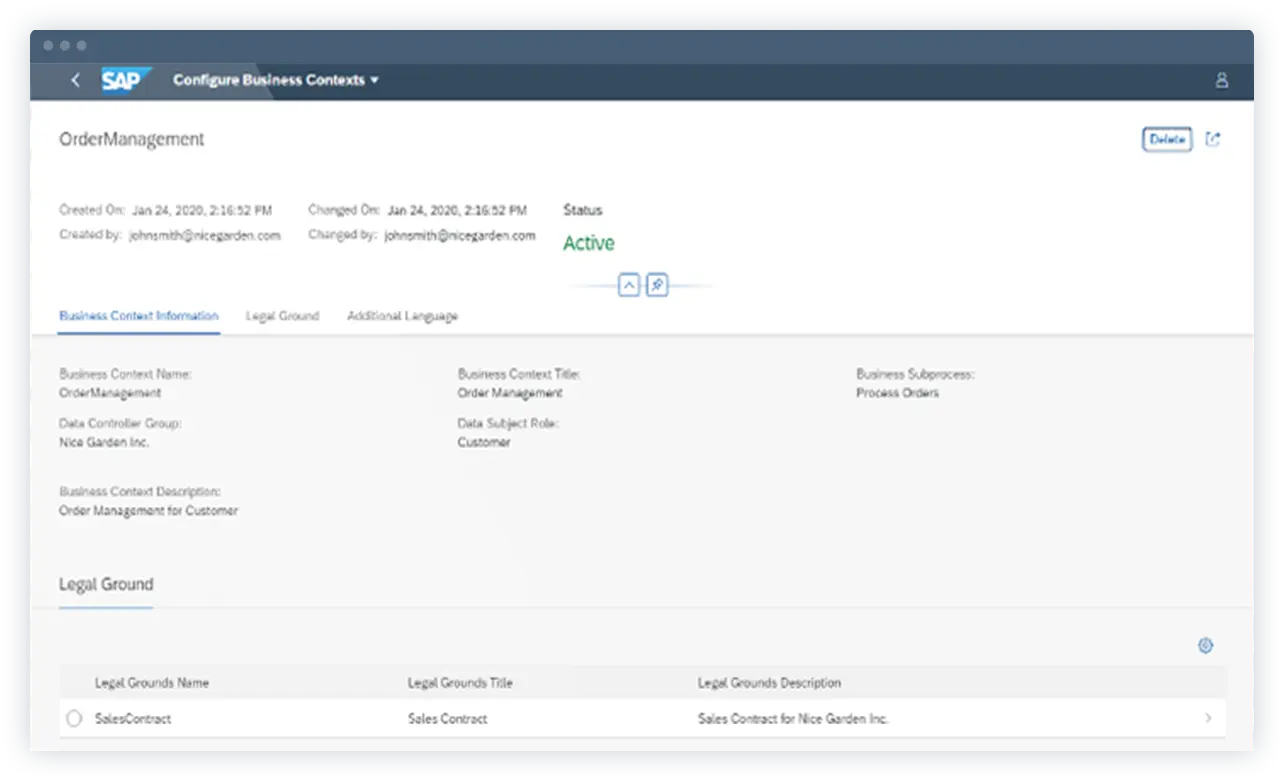 SAP Configure Business Contexts
OrderManagement
Delete
Created On: Jan 24, 2020, 2:16:52 PM Changed On: Jan 24, 2020, 2:16:52 PM Status
Created by: johnsmith@nicegarden.com Changed by: johnsmith@nicegarden.com
Active
Business Context Information Legal Ground Additional Language
Business Context Name: Business Context Title: Business Subprocess:
OrderManagement Order Management Process Orders
Data Controller Group: Data Subject Role:
Nice Garden Inc. Customer
Business Context Description:
Order Management for Customer
Legal Ground
Legal Grounds Name Legal Grounds Title Legal Grounds Description
SalesContract Sales Contract Sales Contract for Nice Garden Inc.